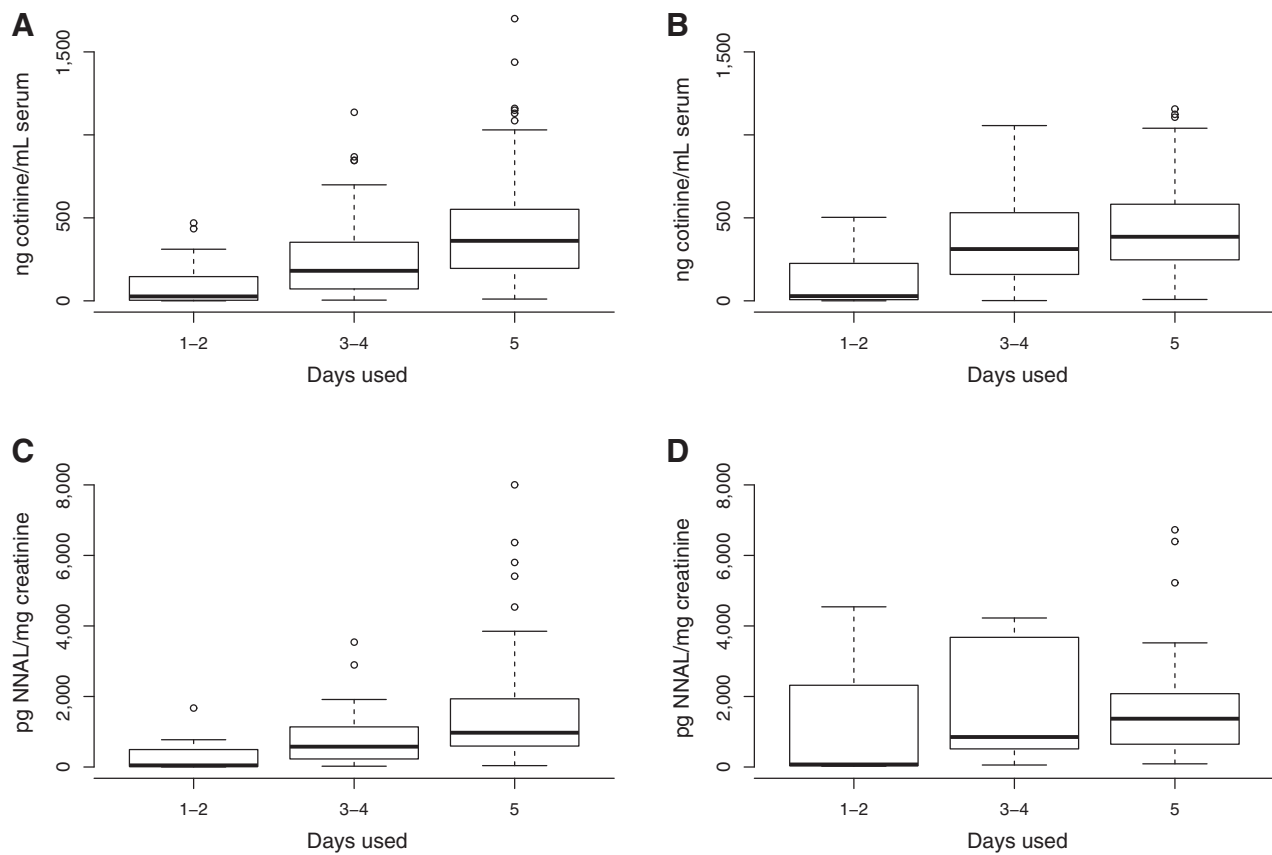 A
ng cotinine/mL serum
1,500
500
0
1–2
3–4
5
Days used
B
ng cotinine/mL serum
1,500
500
0
1–2
3–4
5
Days used
C
pg NNAL/mg creatinine
8,000
6,000
4,000
2,000
0
1–2
3–4
5
Days used
D
pg NNAL/mg creatinine
8,000
6,000
4,000
2,000
0
1–2
3–4
5
Days used